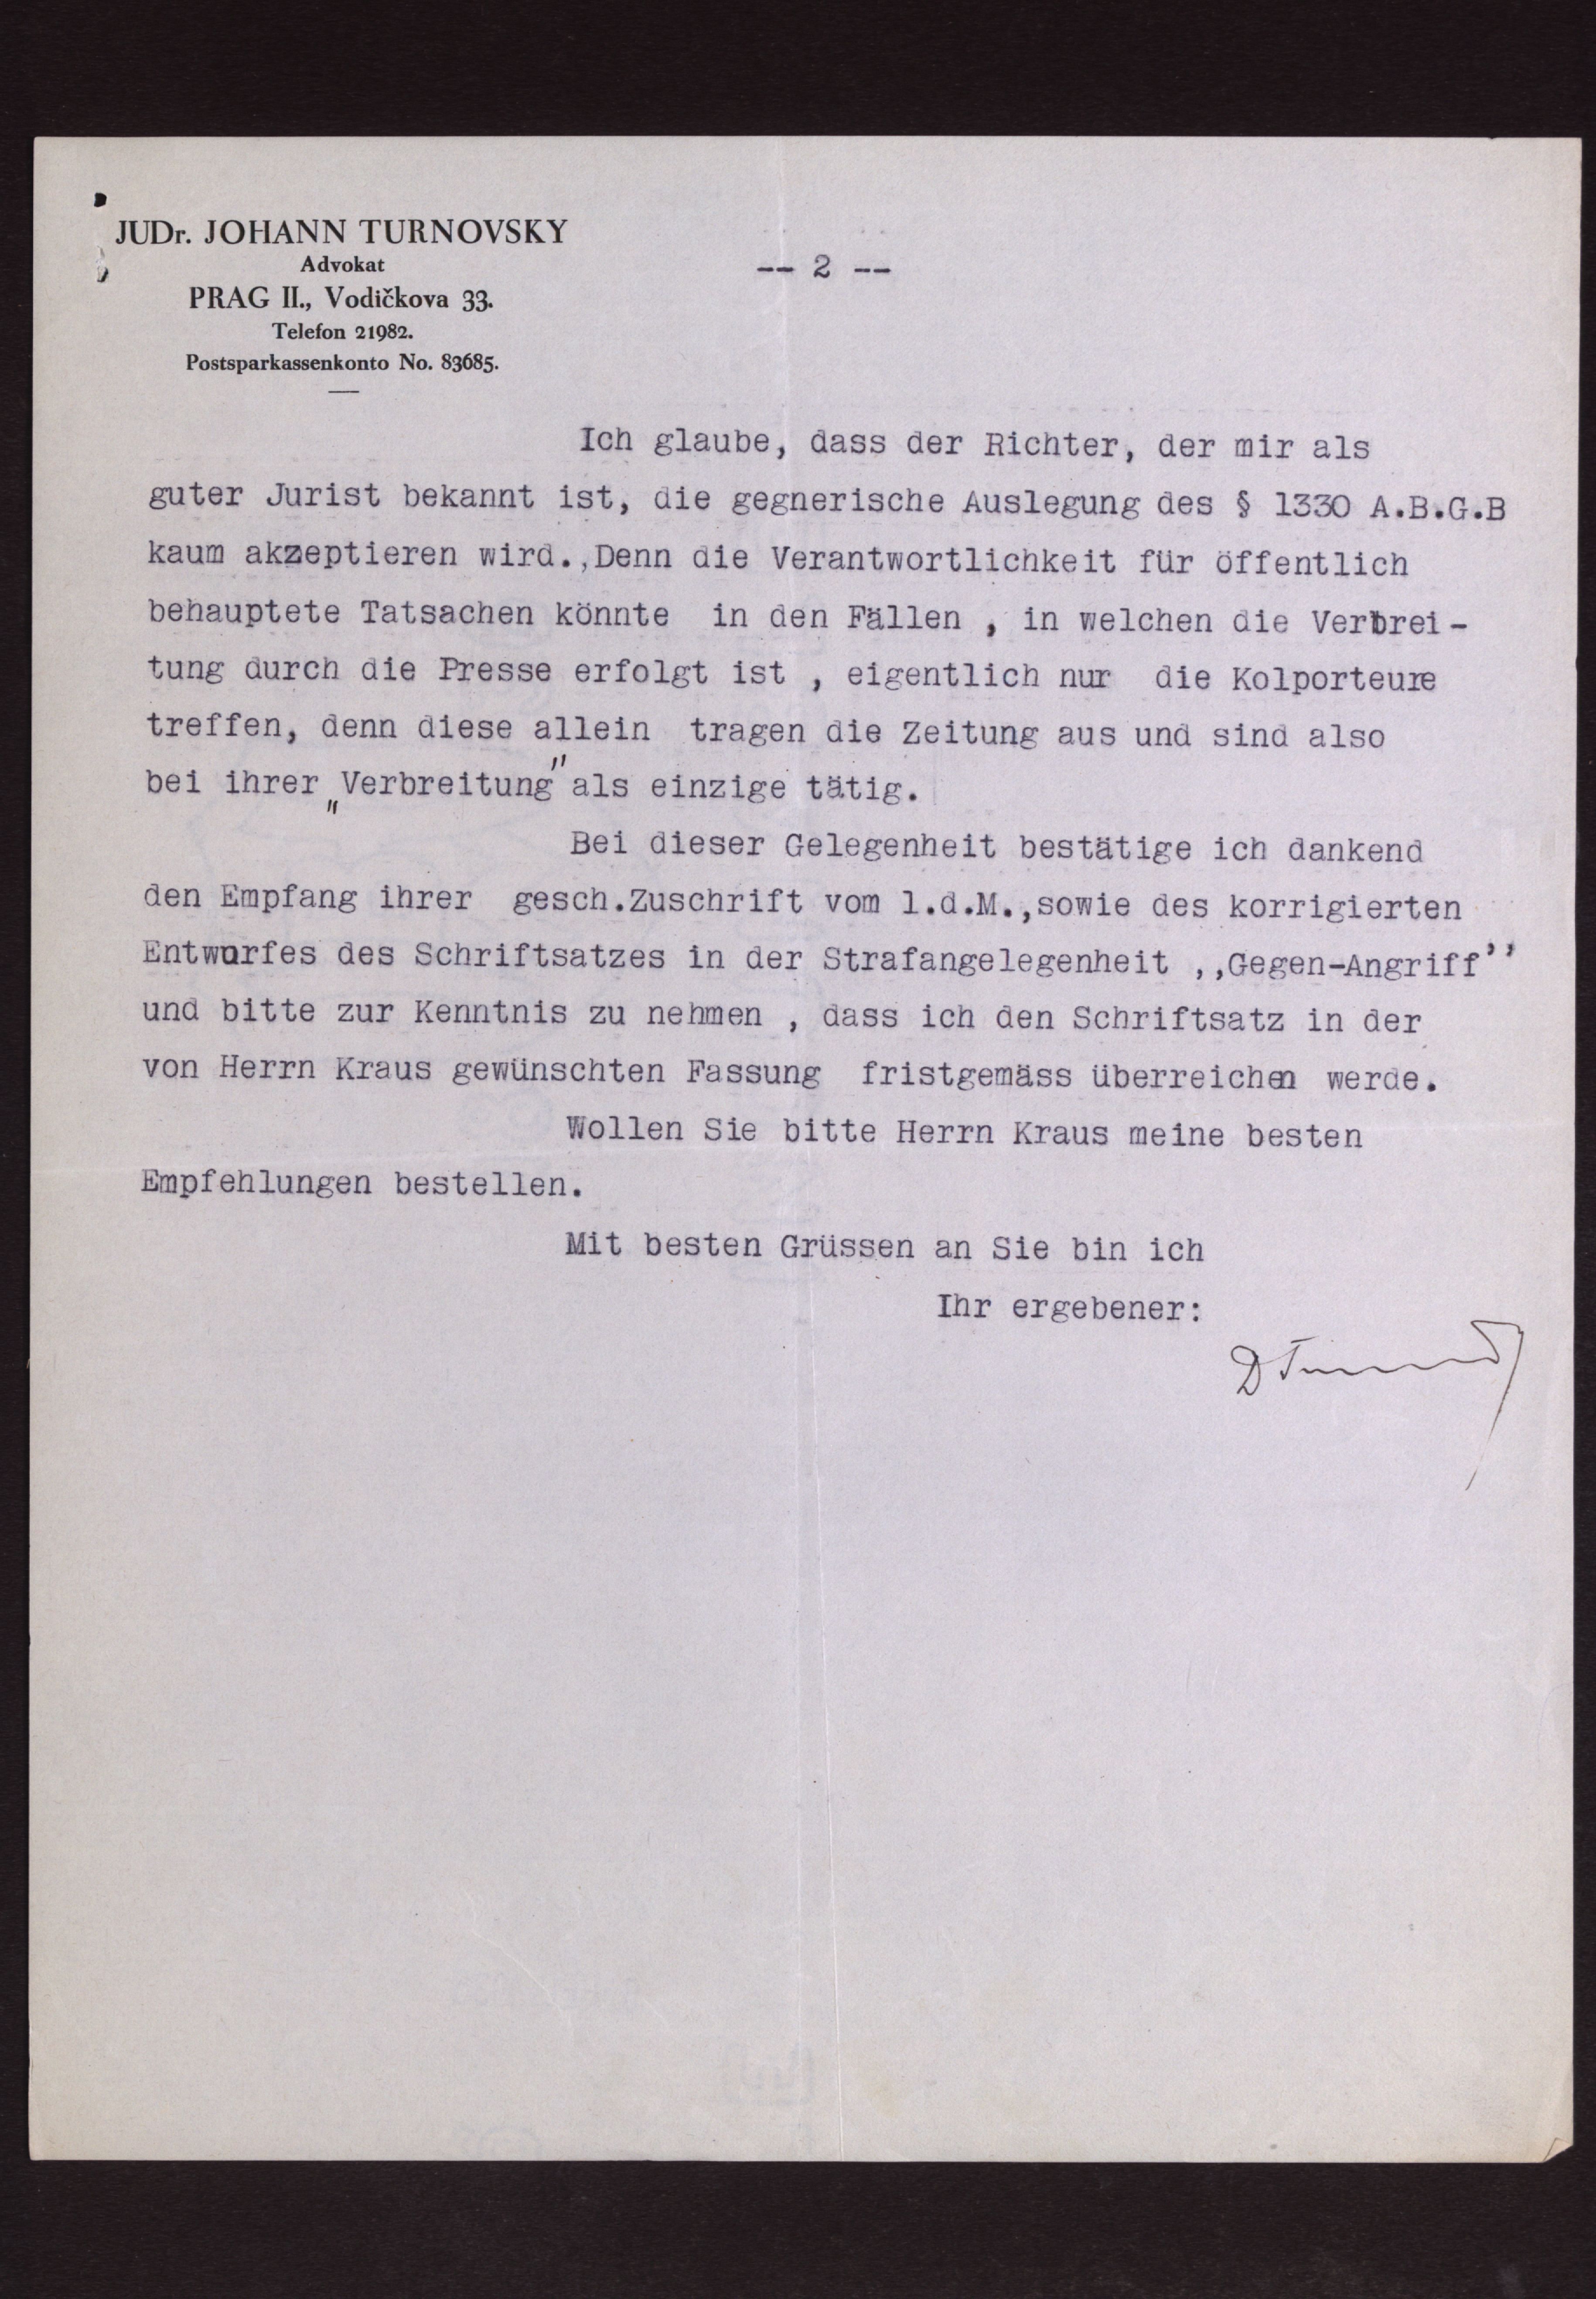 JUDr. JOHANN TURNOVSKY
Advokat
PRAG II., Vodičkova 33.
Telefon 21982.
Postsparkassenkonto No. 83685.
-- 2 --
Ich glaube, dass der Richter, der mir als
guter Jurist bekannt ist, die gegnerische Auslegung des § 1330 A.B.G.B
kaum akzeptieren wird.,Denn die Verantwortlichkeit für öffentlich
behauptete Tatsachen könnte in den Fällen , in welchen die Verbrei-
tung durch die Presse erfolgt ist , eigentlich nur die Kolporteure
treffen, denn diese allein tragen die Zeitung aus und sind also
bei ihrer „Verbreitung" als einzige tätig.
Bei dieser Gelegenheit bestätige ich dankend
den Empfang ihrer gesch.Zuschrift vom 1.d.M.,sowie des korrigierten
Entwurfes des Schriftsatzes in der Strafangelegenheit ,,Gegen-Angriff’’
und bitte zur Kenntnis zu nehmen , dass ich den Schriftsatz in der
von Herrn Kraus gewünschten Fassung fristgemäss überreichen werde.
Wollen Sie bitte Herrn Kraus meine besten
Empfehlungen bestellen.
Mit besten Grüssen an Sie bin ich
Ihr ergebener: